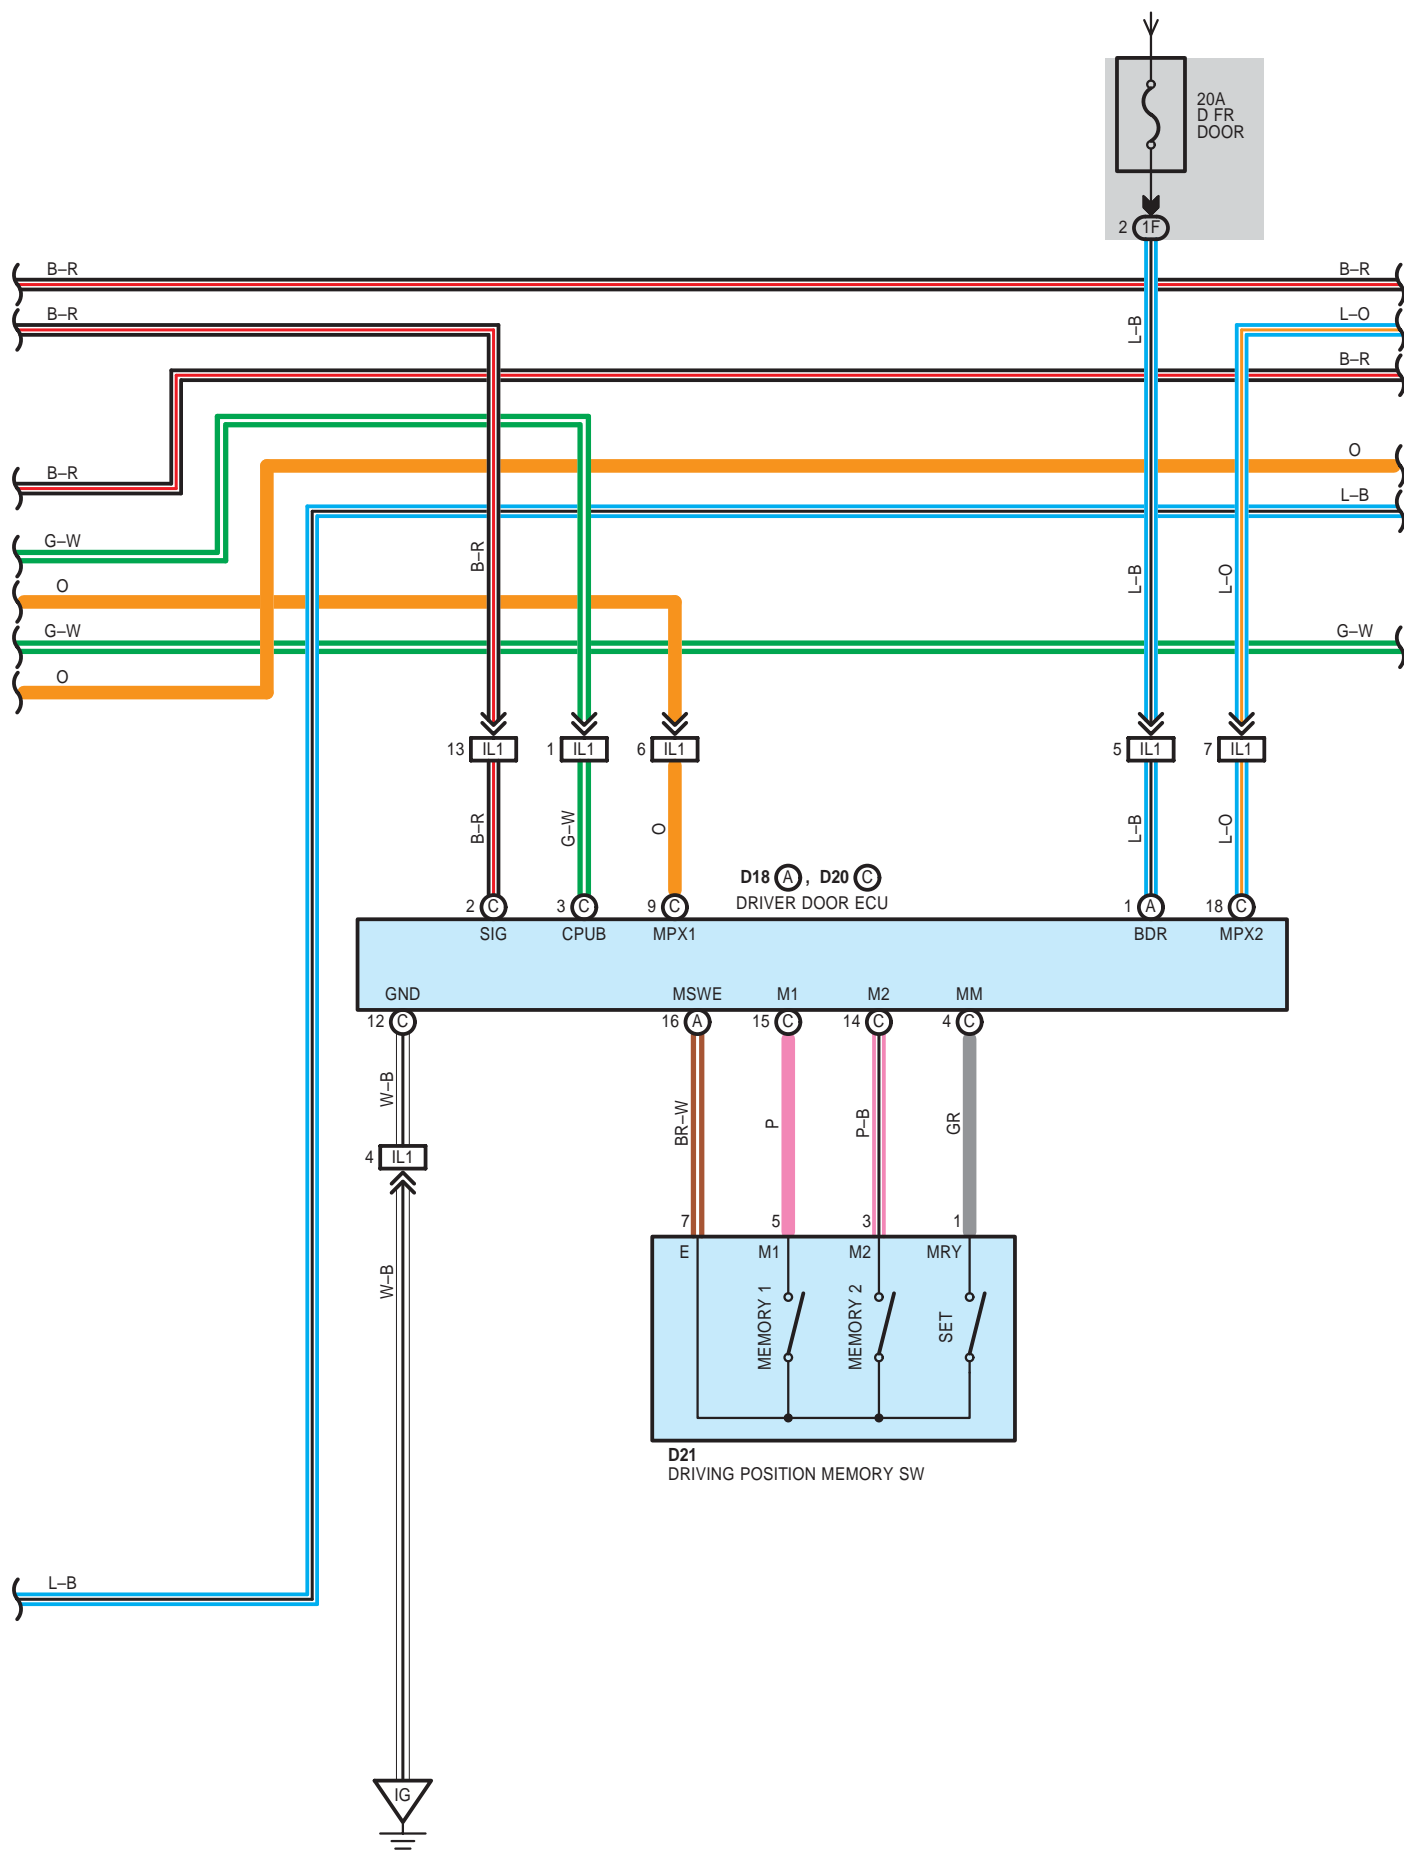 20A
D FR
DOOR
2 1F
B–R B–R
B–R L–B L–O
B–R
B–R O
L–B
G–W B–R L–B L–O
O
G–W G–W
O
13 IL1 1 IL1 6 IL1 5 IL1 7 IL1
B–R G–W O L–B L–O
D18 A , D20 C
DRIVER DOOR ECU
2 C 3 C 9 C 1 A 18 C
SIG CPUB MPX1 BDR MPX2
GND MSWE M1 M2 MM
12 C 16 A 15 C 14 C 4 C
W–B BR–W P P–B GR
4 IL1
7 5 3 1
E M1 M2 MRY
W–B MEMORY 1 MEMORY 2 SET
D21
DRIVING POSITION MEMORY SW
L–B
IG